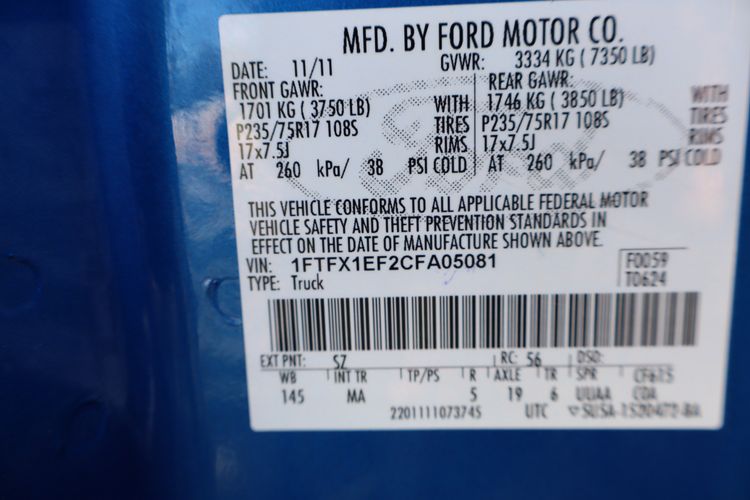 MFD. BY FORD MOTOR CO.
DATE: 11/11 GVWR: 3334 KG ( 7350 LB)
FRONT GAWR: REAR GAWR:
1701 KG ( 3750 LB) WITH 1746 KG ( 3850 LB) WITH
P235/75R17 108S TIRES P235/75R17 108S TIRES
17x7.5J RIMS 17x7.5J RIMS
AT 260 kPa/ 38 PSI COLD AT 260 kPa/ 38 PSI COLD
THIS VEHICLE CONFORMS TO ALL APPLICABLE FEDERAL MOTOR
VEHICLE SAFETY AND THEFT PREVENTION STANDARDS IN
EFFECT ON THE DATE OF MANUFACTURE SHOWN ABOVE.
VIN: 1FTFX1EF2CFA05081 F0059
TYPE: Truck T0624
EXT PNT: SZ RC: 56 DSO:
WB INT TR TP/PS R AXLE TR SPR
145 MA 5 19 6 UUAA
2201111073745 UTC